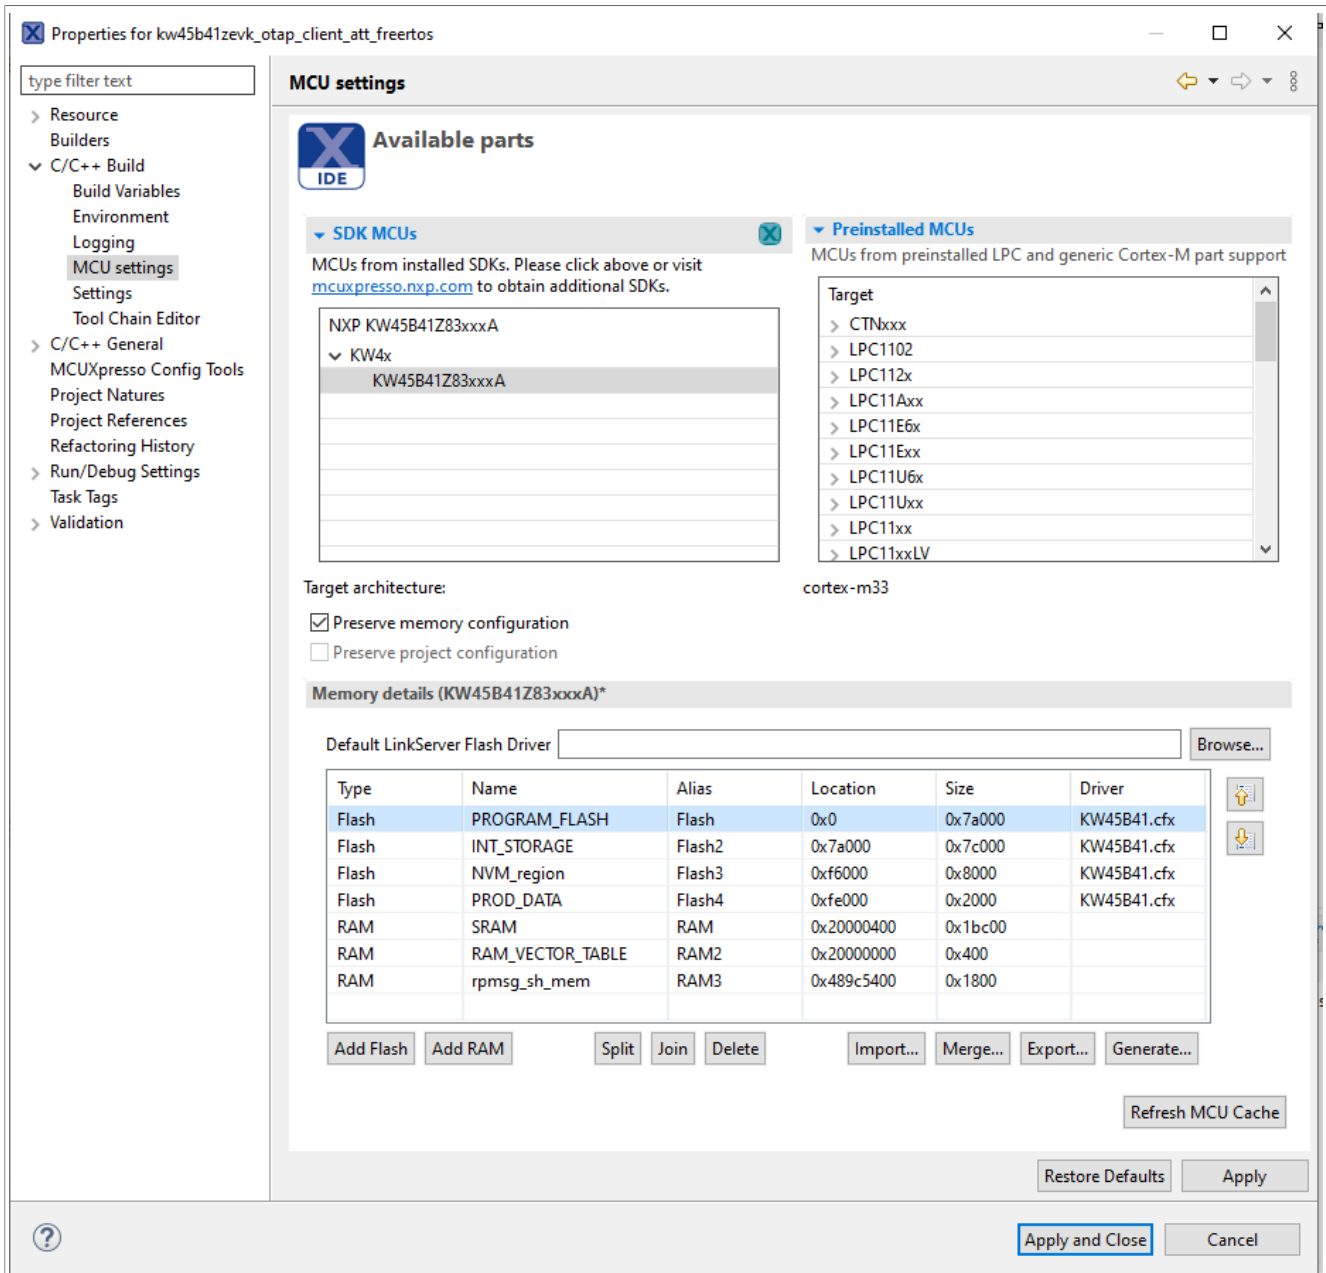 Properties for kw45b41zevk_otap_client_att_freertos
type filter text
Resource
Builders
C/C++ Build
Build Variables
Environment
Logging
MCU settings
Settings
Tool Chain Editor
C/C++ General
MCUXpresso Config Tools
Project Natures
Project References
Refactoring History
Run/Debug Settings
Task Tags
Validation
MCU settings
IDE
Available parts
SDK MCUs
MCUs from installed SDKs. Please click above or visit
mcuxpresso.nxp.com to obtain additional SDKs.
NXP KW45B41Z83xxxA
KW4x
KW45B41Z83xxxA
Preinstalled MCUs
MCUs from preinstalled LPC and generic Cortex-M part support
Target
CTNxxx
LPC1102
LPC112x
LPC11Axx
LPC11E6x
LPC11Exx
LPC11U6x
LPC11Uxx
LPC11xx
LPC11xxLV
Target architecture: cortex-m33
Preserve memory configuration
Preserve project configuration
Memory details (KW45B41Z83xxxA)*
Default LinkServer Flash Driver Browse...
Type Name Alias Location Size Driver
Flash PROGRAM_FLASH Flash 0x0 0x7a000 KW45B41.cfx
Flash INT_STORAGE Flash2 0x7a000 0x7c000 KW45B41.cfx
Flash NVM_region Flash3 0xf6000 0x8000 KW45B41.cfx
Flash PROD_DATA Flash4 0xfe000 0x2000 KW45B41.cfx
RAM SRAM RAM 0x20000400 0x1bc00
RAM RAM_VECTOR_TABLE RAM2 0x20000000 0x400
RAM rpmsg_sh_mem RAM3 0x489c5400 0x1800
Add Flash Add RAM Split Join Delete Import... Merge... Export... Generate...
Refresh MCU Cache
Restore Defaults Apply
Apply and Close Cancel